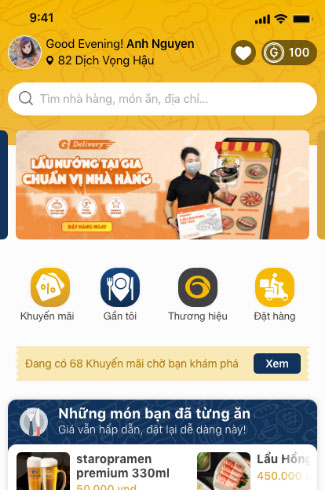 9:41
Good Evening! Anh Nguyen
82 Dịch Vọng Hậu
G 100
Tìm nhà hàng, món ăn, địa chỉ...
G Delivery
LẨU NƯỚNG TẠI GIA
CHUẨN VỊ NHÀ HÀNG
ĐẶT HÀNG NGAY
Khuyến mãi
Gần tôi
Thương hiệu
Đặt hàng
Đang có 68 Khuyến mãi chờ bạn khám phá
Xem
Những món bạn đã từng ăn
Giá vẫn hấp dẫn, đặt lại dễ dàng này!
staropramen
premium 330ml
50.000 vnd
Lẩu Hồng
450.000